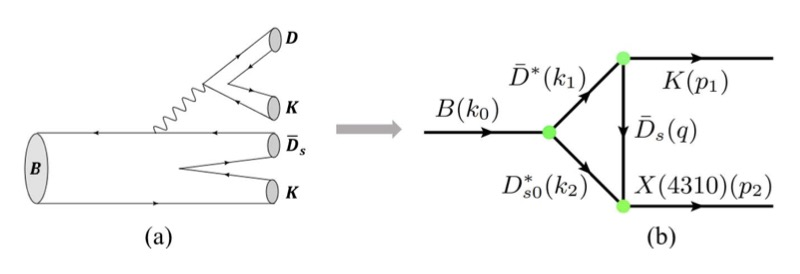 D
K
D̄ₛ
K
B
(a)
B(k₀)
D̄*(k₁)
K(p₁)
D̄ₛ(q)
D*ₛ₀(k₂)
X(4310)(p₂)
(b)